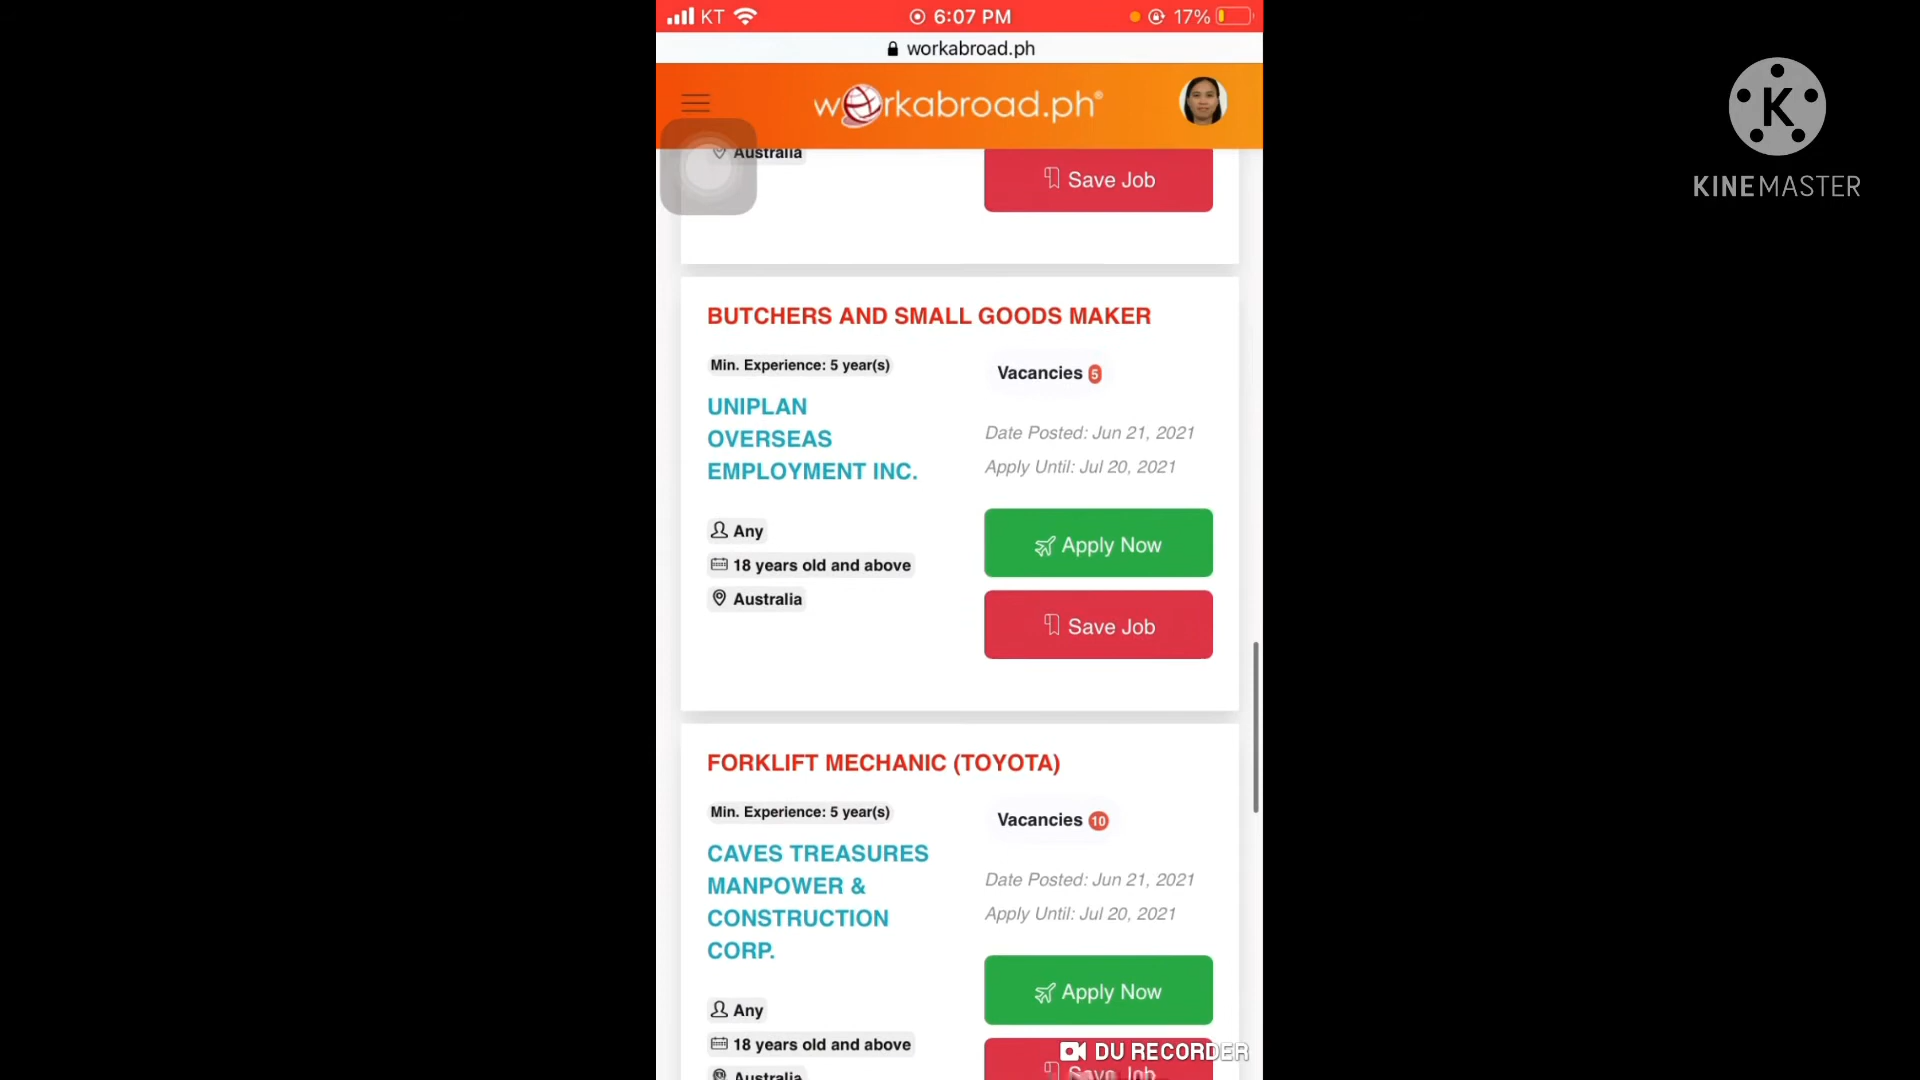 KT 6:07 PM 17%
workabroad.ph
workabroad.ph®
Australia
Save Job
BUTCHERS AND SMALL GOODS MAKER
Min. Experience: 5 year(s)
Vacancies 5
UNIPLAN
OVERSEAS
EMPLOYMENT INC.
Date Posted: Jun 21, 2021
Apply Until: Jul 20, 2021
Any
18 years old and above
Australia
Apply Now
Save Job
FORKLIFT MECHANIC (TOYOTA)
Min. Experience: 5 year(s)
Vacancies 10
CAVES TREASURES
MANPOWER &
CONSTRUCTION
CORP.
Date Posted: Jun 21, 2021
Apply Until: Jul 20, 2021
Any
18 years old and above
Australia
Apply Now
Save Job
DU RECORDER
K
KINEMASTER